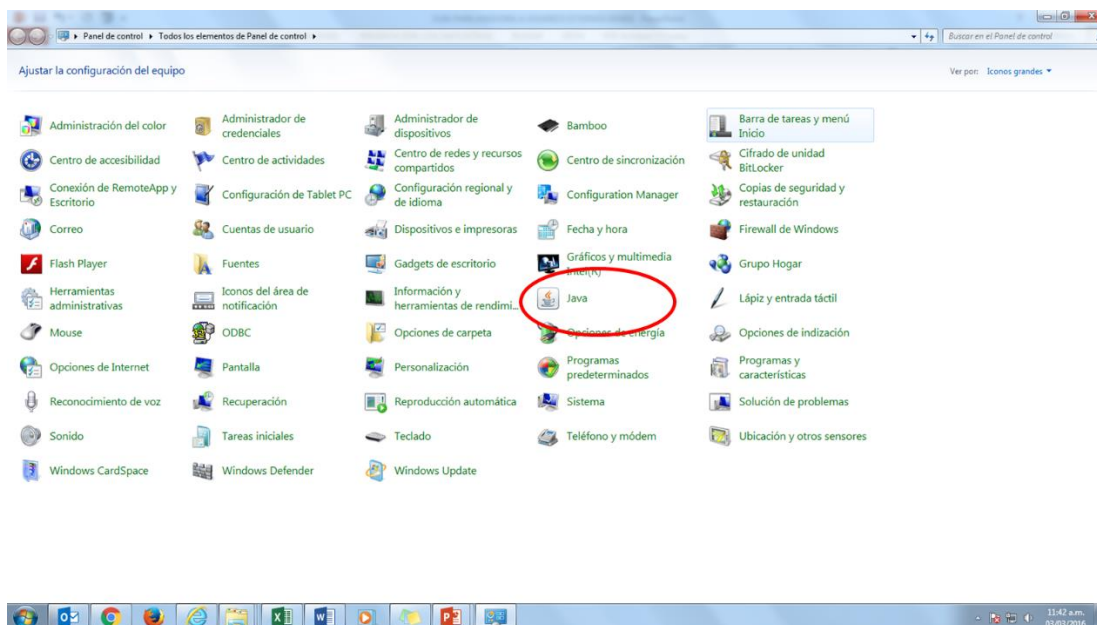 Panel de control ▸ Todos los elementos de Panel de control ▸
Buscar en el Panel de control
Ajustar la configuración del equipo
Ver por: Iconos grandes
Administración del color
Administrador de
credenciales
Administrador de
dispositivos
Bamboo
Barra de tareas y menú
Inicio
Centro de accesibilidad
Centro de actividades
Centro de redes y recursos
compartidos
Centro de sincronización
Cifrado de unidad
BitLocker
Conexión de RemoteApp y
Escritorio
Configuración de Tablet PC
Configuración regional y
de idioma
Configuration Manager
Copias de seguridad y
restauración
Correo
Cuentas de usuario
Dispositivos e impresoras
Fecha y hora
Firewall de Windows
Flash Player
Fuentes
Gadgets de escritorio
Gráficos y multimedia
Intel(R)
Grupo Hogar
Herramientas
administrativas
Iconos del área de
notificación
Información y
herramientas de rendimi...
Java
Lápiz y entrada táctil
Mouse
ODBC
Opciones de carpeta
Opciones de energía
Opciones de indización
Opciones de Internet
Pantalla
Personalización
Programas
predeterminados
Programas y
características
Reconocimiento de voz
Recuperación
Reproducción automática
Sistema
Solución de problemas
Sonido
Tareas iniciales
Teclado
Teléfono y módem
Ubicación y otros sensores
Windows CardSpace
Windows Defender
Windows Update
11:42 a.m.
03/03/2016